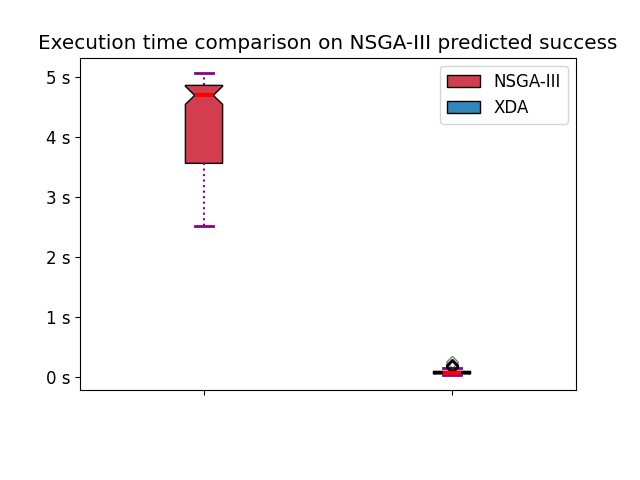 Execution time comparison on NSGA-III predicted success
5 s
4 s
3 s
2 s
1 s
0 s
NSGA-III
XDA